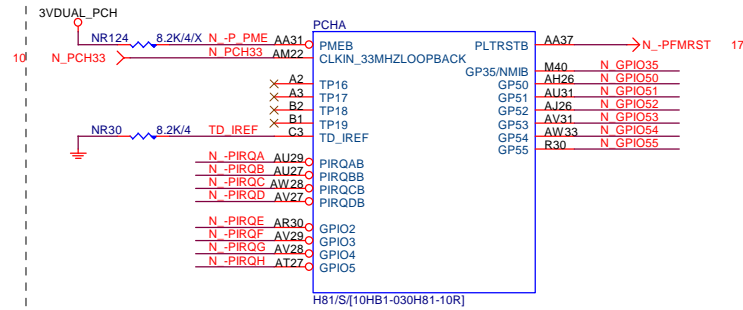 3VDUAL_PCH
PCHA
NR124 8.2K/4/X N_-P_PME AA31 PMEB PLTRSTB AA37 N_-PFMRST 17
10 N_PCH33 N_PCH33 AM22 CLKIN_33MHZLOOPBACK
GP35/NMIB M40 N_GPIO35
A2 TP16 GP50 AH26 N_GPIO50
A3 TP17 GP51 AU31 N_GPIO51
B2 TP18 GP52 AJ26 N_GPIO52
B1 TP19 GP53 AV31 N_GPIO53
NR30 8.2K/4 TD_IREF C3 TD_IREF GP54 AW33 N_GPIO54
GP55 R30 N_GPIO55
N_-PIRQA AU29 PIRQAB
N_-PIRQB AU27 PIRQBB
N_-PIRQC AW28 PIRQCB
N_-PIRQD AV27 PIRQDB
N_-PIRQE AR30 GPIO2
N_-PIRQF AV29 GPIO3
N_-PIRQG AV28 GPIO4
N_-PIRQH AT27 GPIO5
H81/S/[10HB1-030H81-10R]